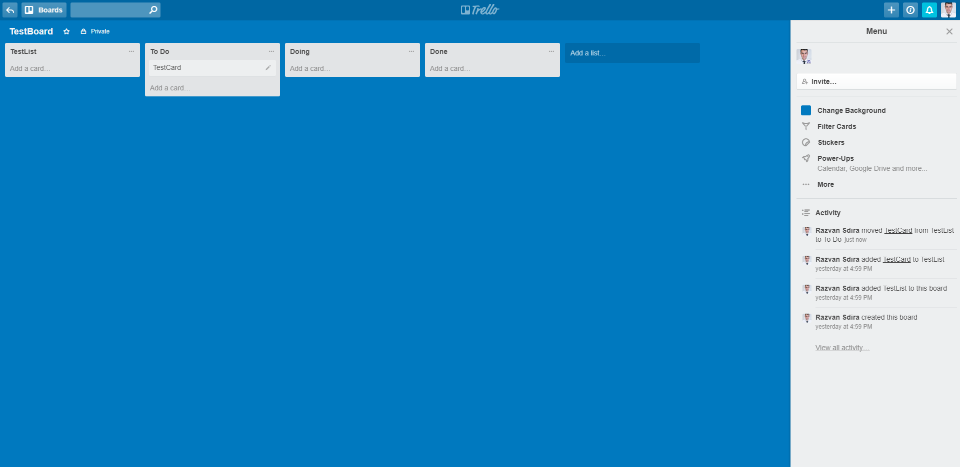 Boards
Trello
TestBoard
Private
TestList
...
Add a card...
To Do
...
TestCard
Add a card...
Doing
...
Add a card...
Done
...
Add a card...
Add a list...
Menu
Invite...
Change Background
Filter Cards
Stickers
Power-Ups
Calendar, Google Drive and more...
More
Activity
Razvan Sdira moved TestCard from TestList
to To Do just now
Razvan Sdira added TestCard to TestList
yesterday at 4:59 PM
Razvan Sdira added TestList to this board
yesterday at 4:59 PM
Razvan Sdira created this board
yesterday at 4:59 PM
View all activity...